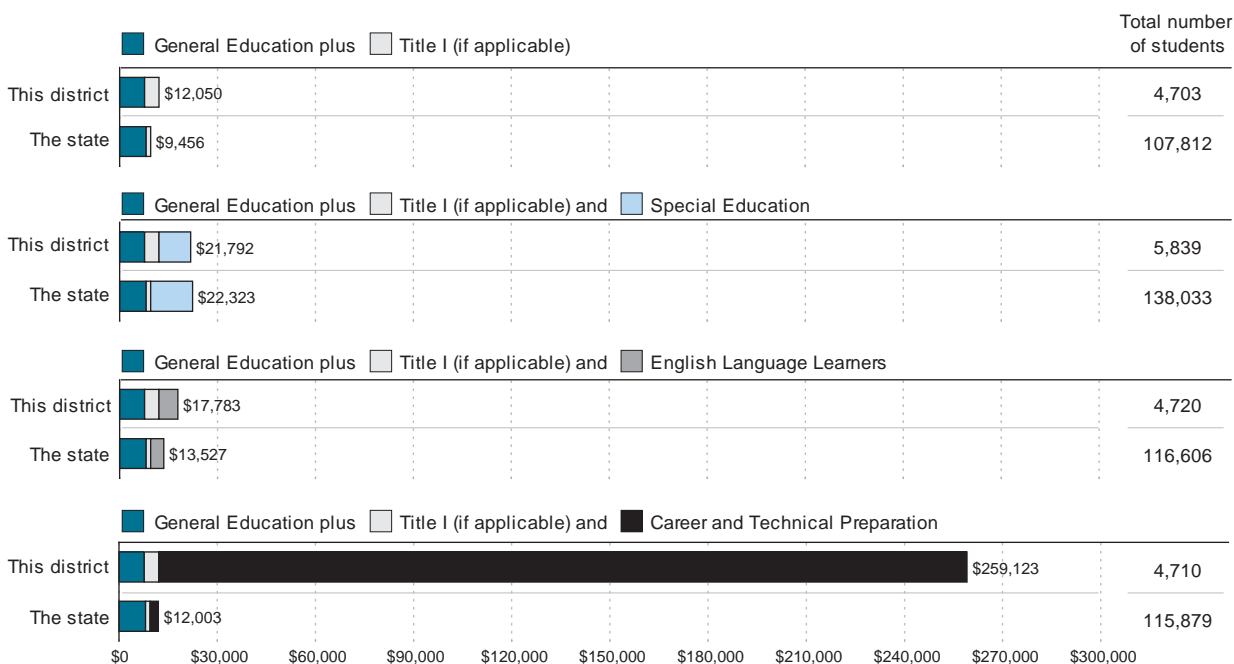 Total number
of students
General Education plus Title I (if applicable)
This district $12,050 4,703
The state $9,456 107,812
General Education plus Title I (if applicable) and Special Education
This district $21,792 5,839
The state $22,323 138,033
General Education plus Title I (if applicable) and English Language Learners
This district $17,783 4,720
The state $13,527 116,606
General Education plus Title I (if applicable) and Career and Technical Preparation
This district $259,123 4,710
The state $12,003 115,879
$0 $30,000 $60,000 $90,000 $120,000 $150,000 $180,000 $210,000 $240,000 $270,000 $300,000